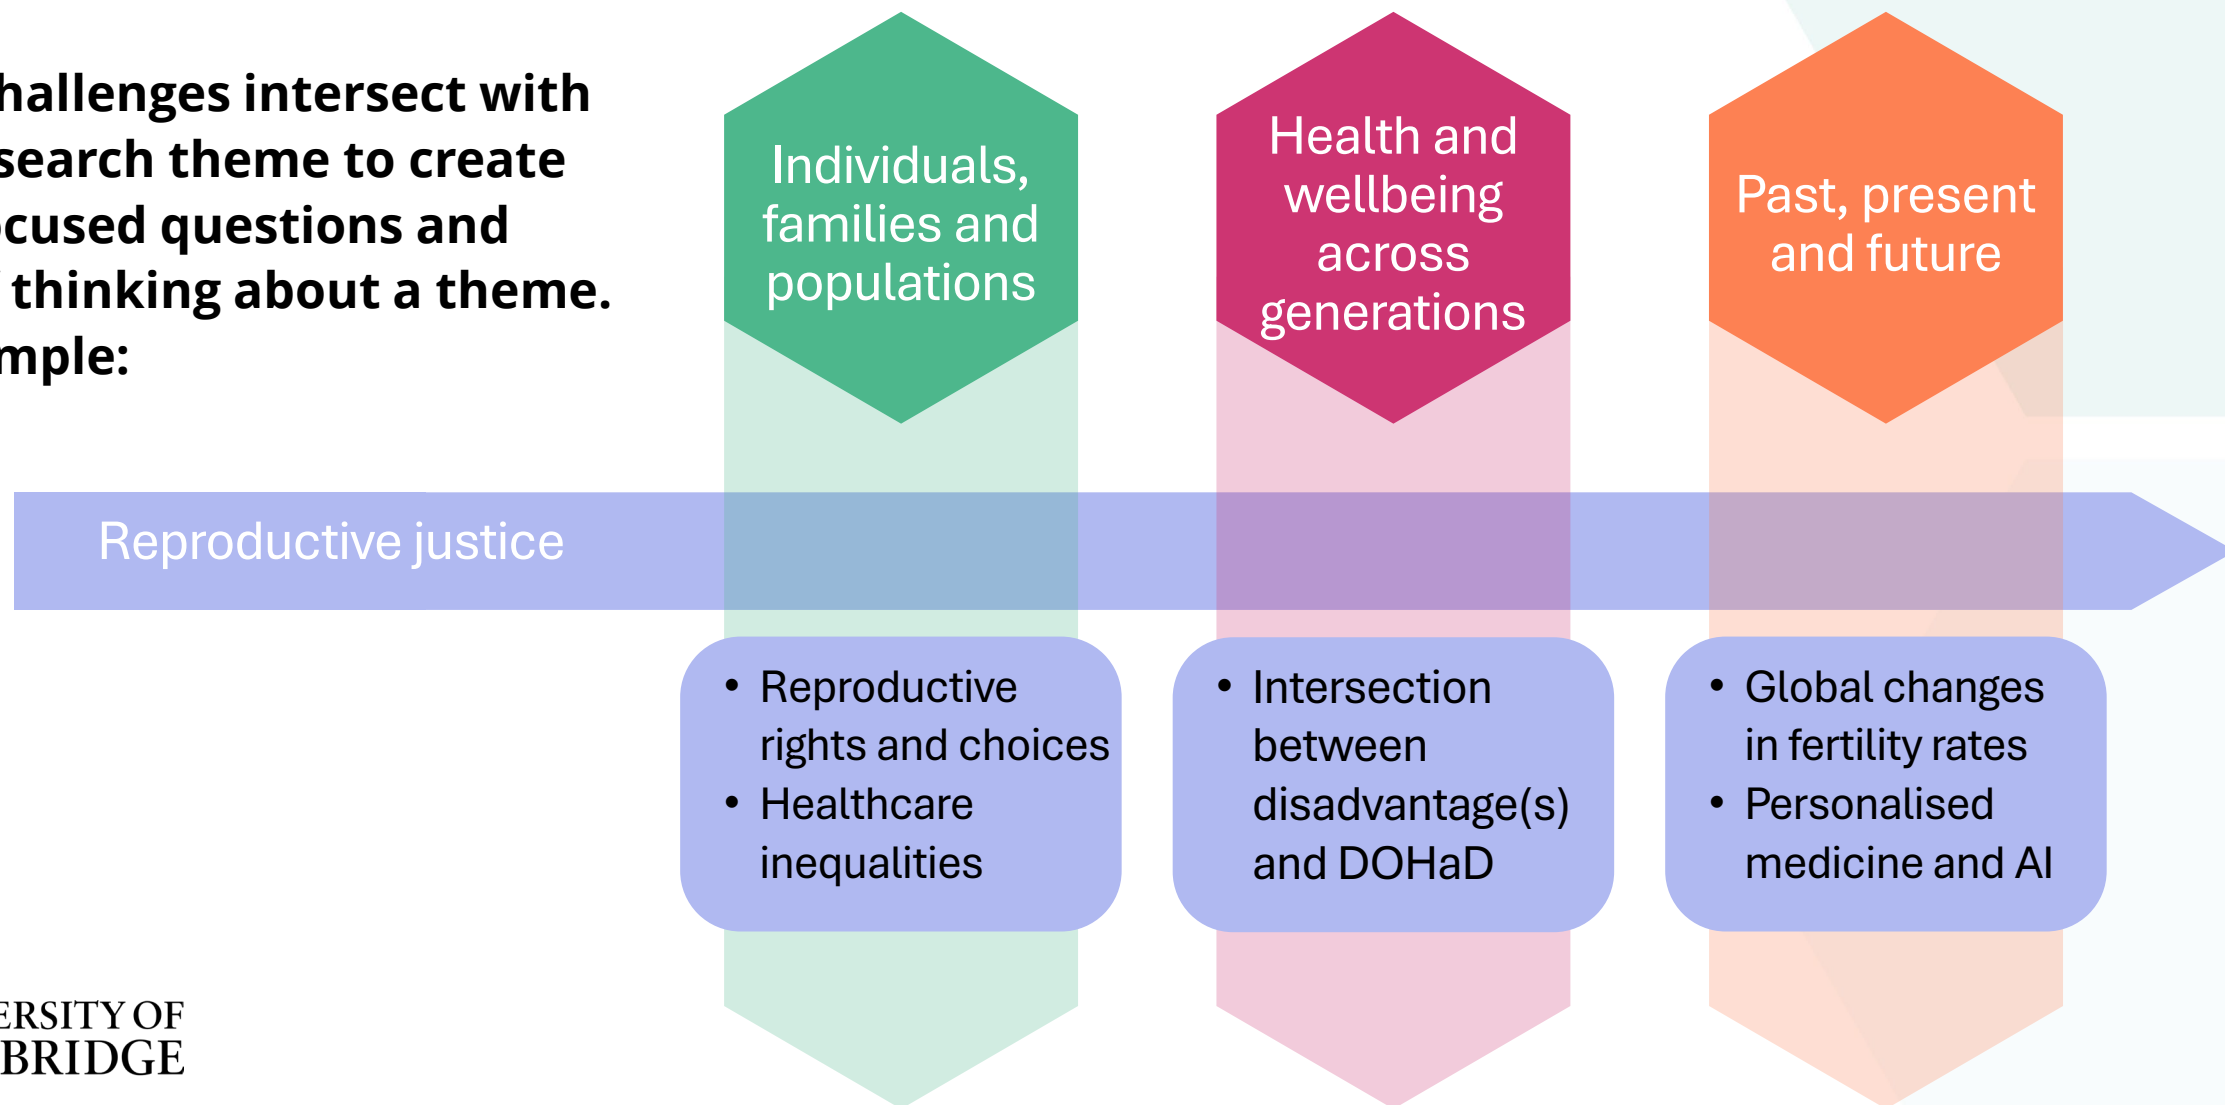 hallenges intersect with
search theme to create
cused questions and
thinking about a theme.
mple:
Individuals,
families and
populations
Health and
wellbeing
across
generations
Past, present
and future
Reproductive justice
• Reproductive
rights and choices
• Healthcare
inequalities
• Intersection
between
disadvantage(s)
and DOHaD
• Global changes
in fertility rates
• Personalised
medicine and AI
ERSITY OF
BRIDGE